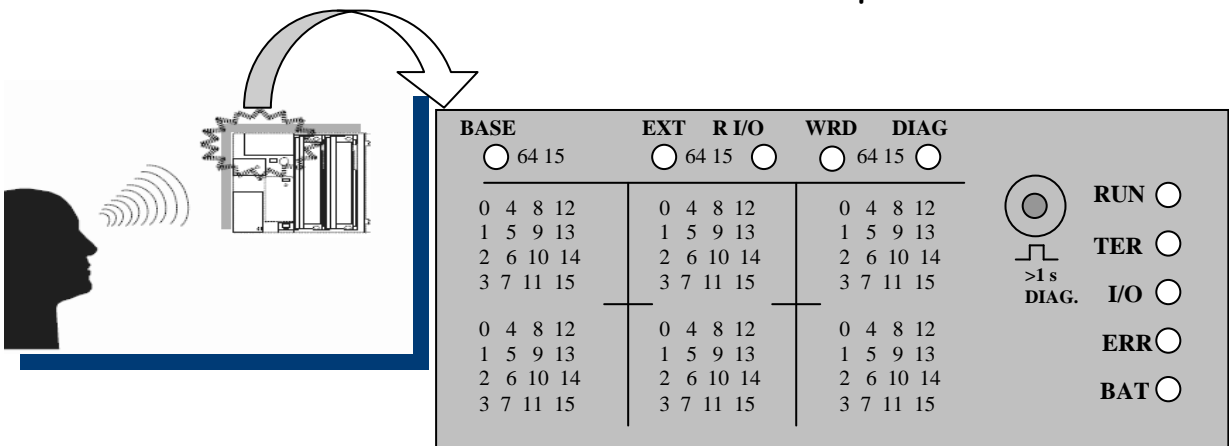 BASE EXT R I/O WRD DIAG
64 15 64 15 64 15
0 4 8 12 0 4 8 12 0 4 8 12
1 5 9 13 1 5 9 13 1 5 9 13
2 6 10 14 2 6 10 14 2 6 10 14
3 7 11 15 3 7 11 15 3 7 11 15
0 4 8 12 0 4 8 12 0 4 8 12
1 5 9 13 1 5 9 13 1 5 9 13
2 6 10 14 2 6 10 14 2 6 10 14
3 7 11 15 3 7 11 15 3 7 11 15
>1 s
DIAG.
RUN
TER
I/O
ERR
BAT